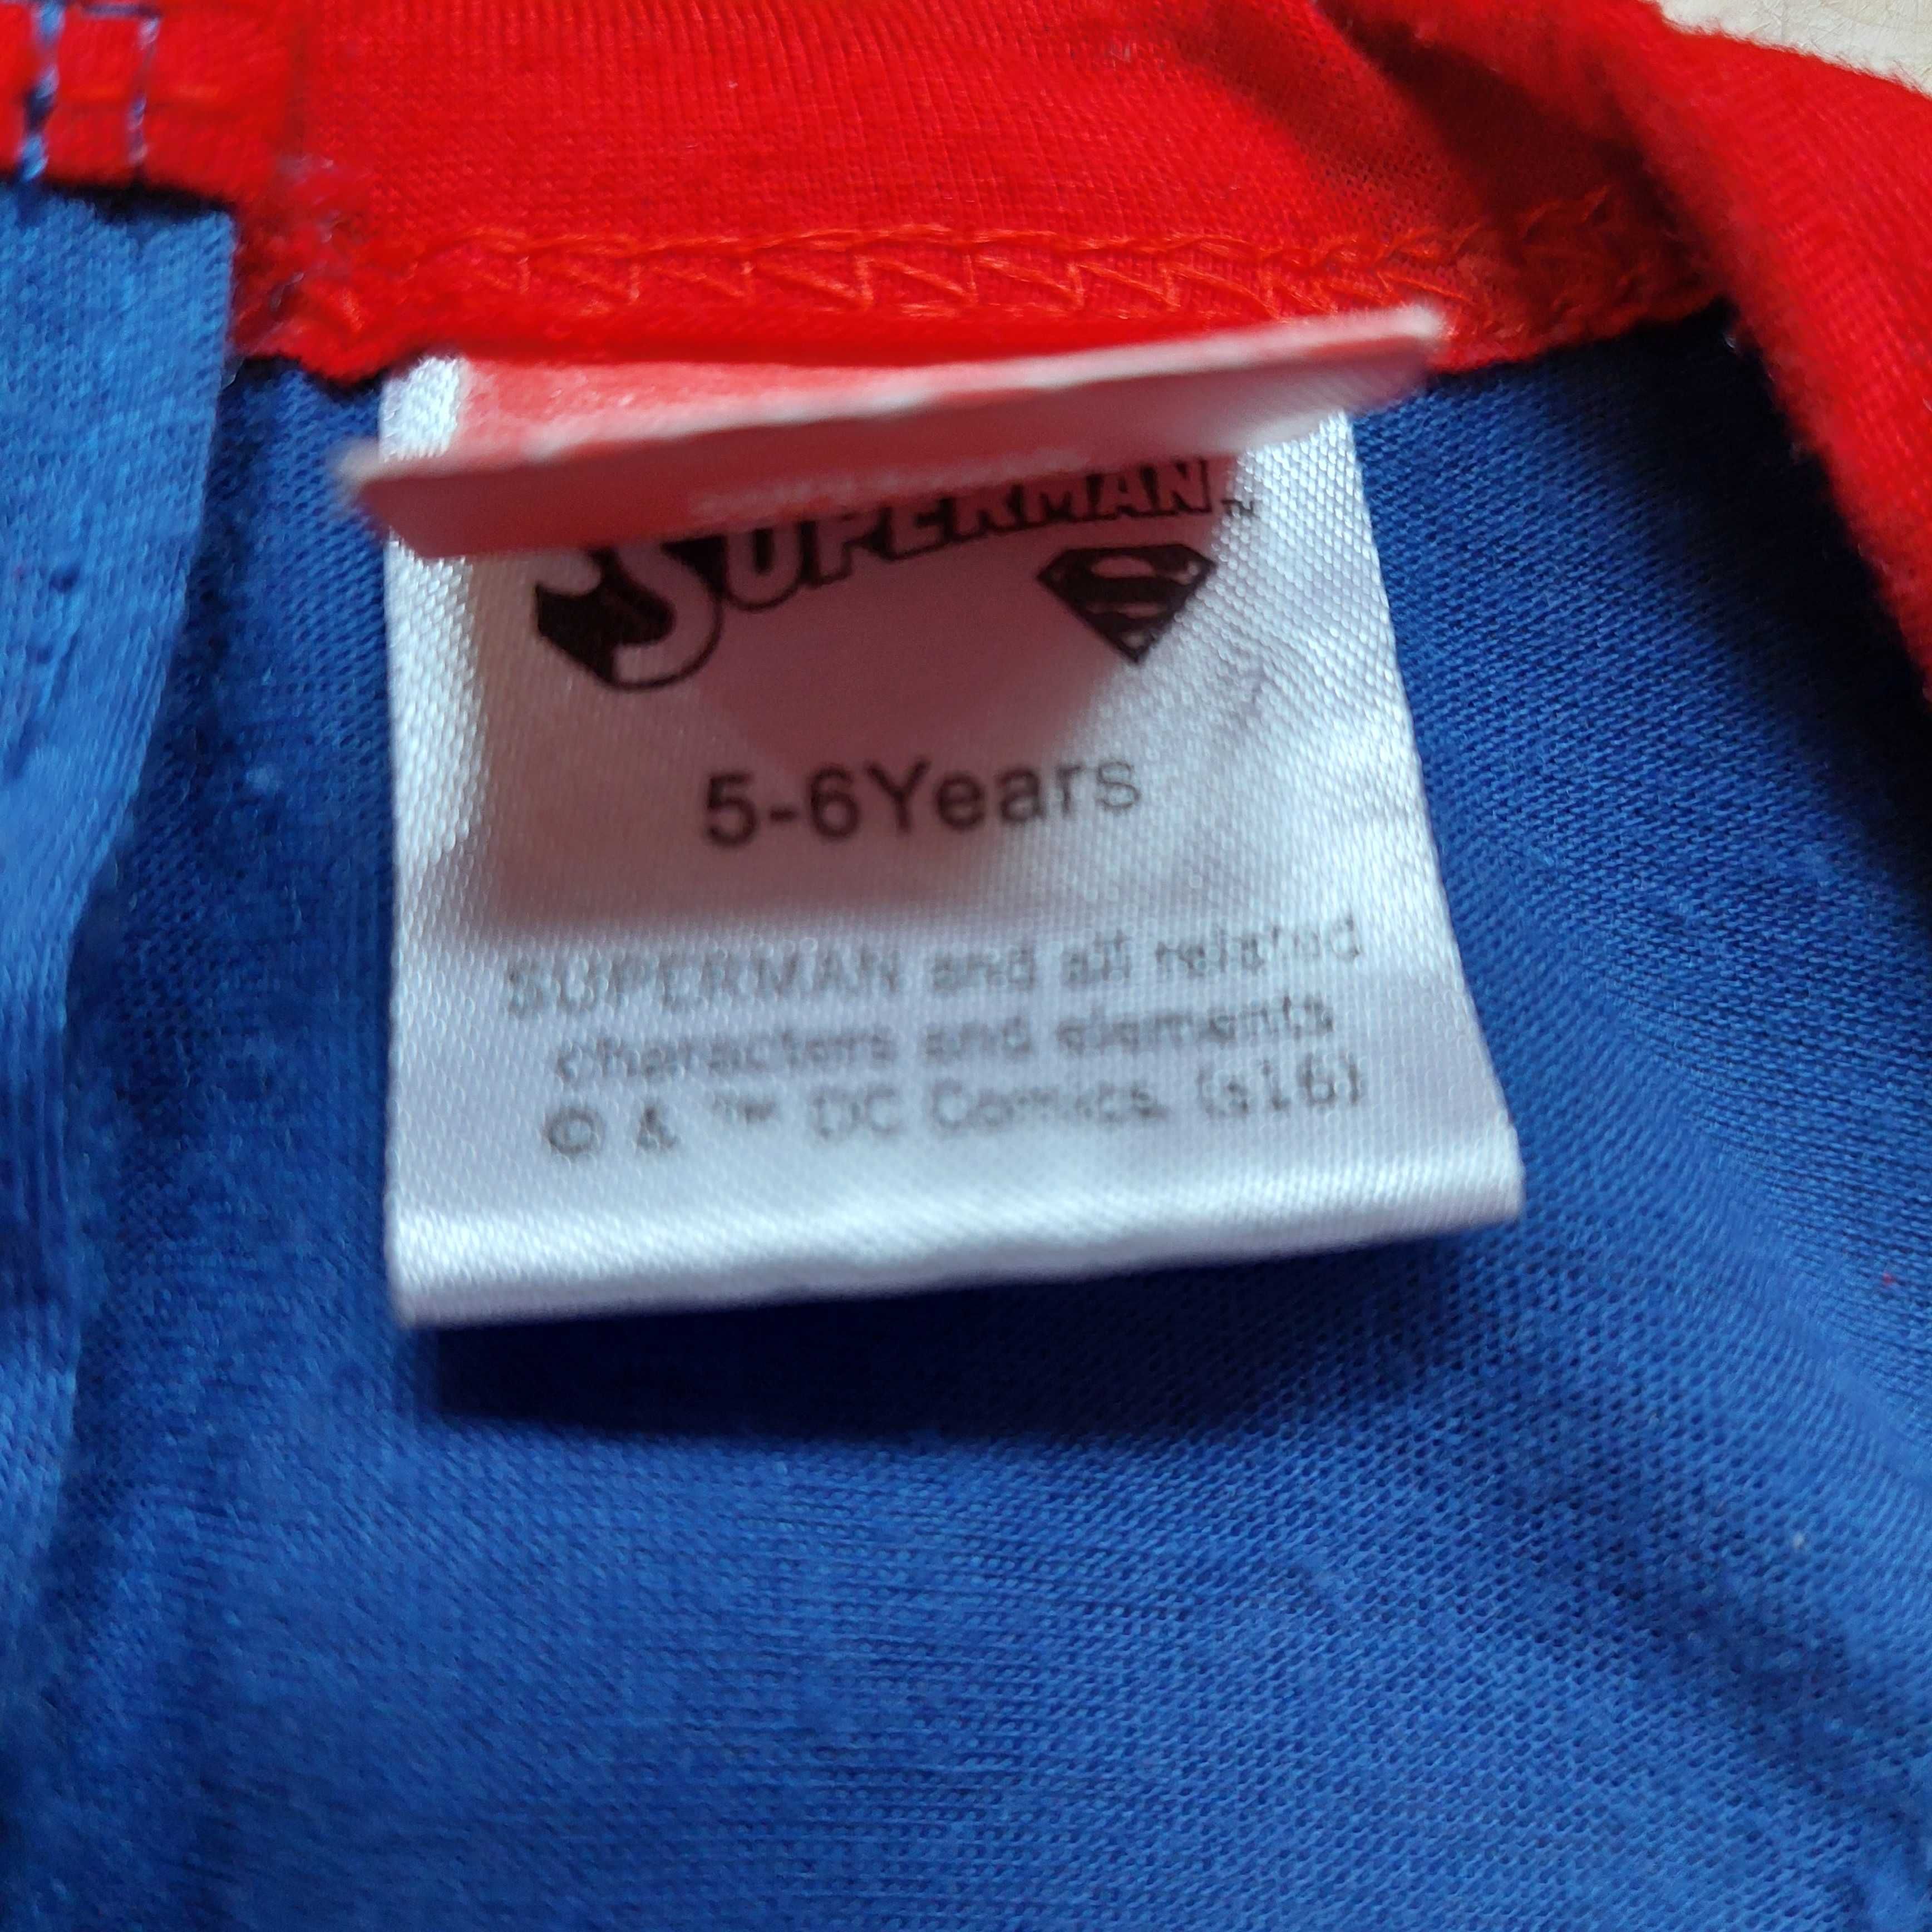 SUPERMAN™
S
5-6Years
SUPERMAN and all related
characters and elements
© & ™ DC Comics. (s16)